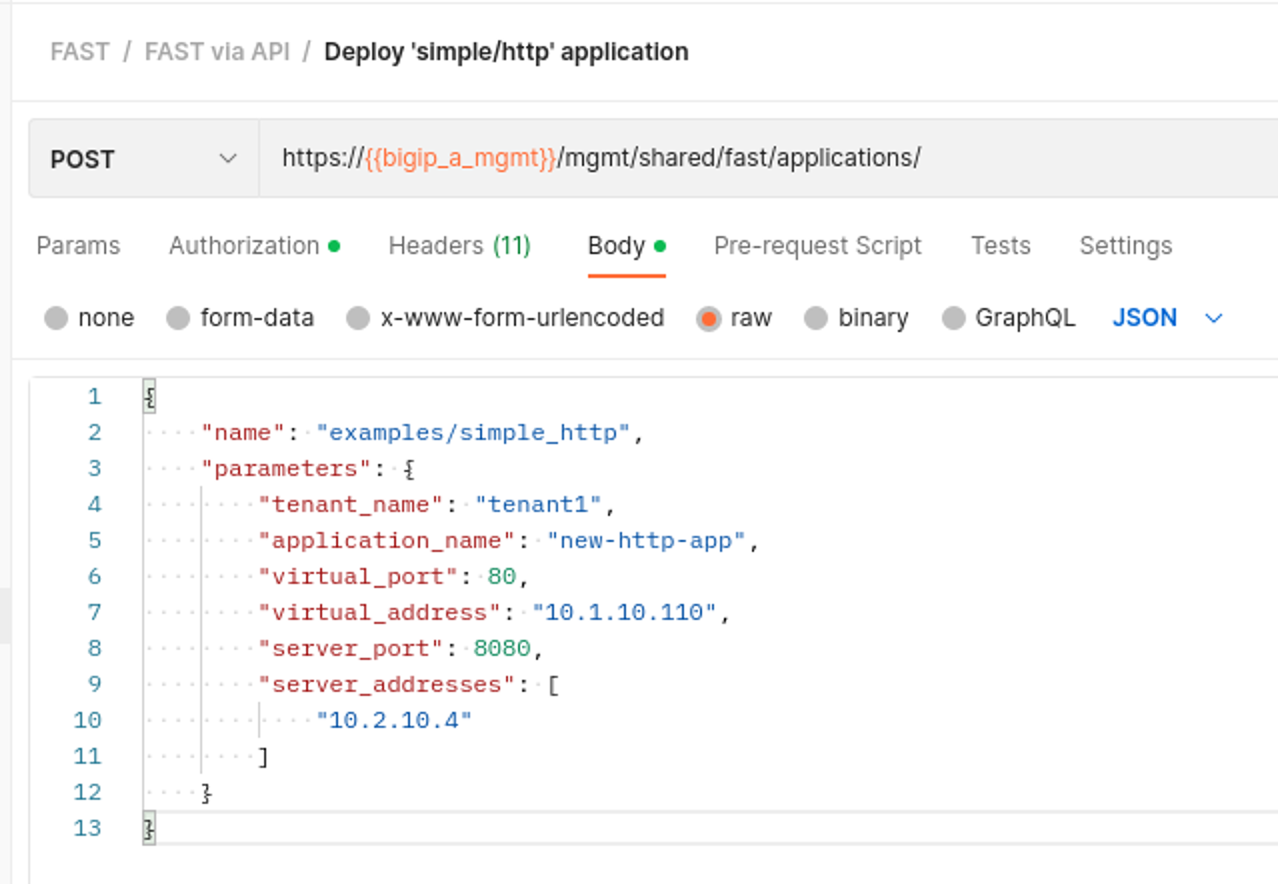 FAST / FAST via API / Deploy 'simple/http' application
POST https://{{bigip_a_mgmt}}/mgmt/shared/fast/applications/
Params Authorization Headers (11) Body Pre-request Script Tests Settings
none form-data x-www-form-urlencoded raw binary GraphQL JSON
1 {
2 "name": "examples/simple_http",
3 "parameters": {
4 "tenant_name": "tenant1",
5 "application_name": "new-http-app",
6 "virtual_port": 80,
7 "virtual_address": "10.1.10.110",
8 "server_port": 8080,
9 "server_addresses": [
10 "10.2.10.4"
11 ]
12 }
13 }